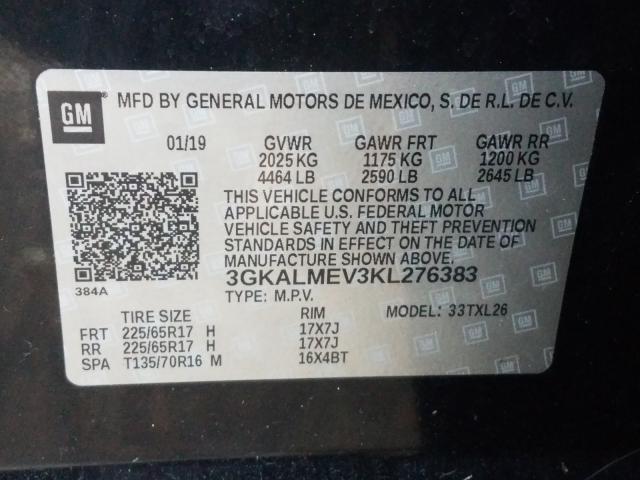 GM ® MFD BY GENERAL MOTORS DE MEXICO, S. DE R.L. DE C.V.
01/19 GVWR GAWR FRT GAWR RR
2025 KG 1175 KG 1200 KG
4464 LB 2590 LB 2645 LB
THIS VEHICLE CONFORMS TO ALL
APPLICABLE U.S. FEDERAL MOTOR
VEHICLE SAFETY AND THEFT PREVENTION
STANDARDS IN EFFECT ON THE DATE OF
MANUFACTURE SHOWN ABOVE.
3GKALMEV3KL276383
384A TYPE: M.P.V.
TIRE SIZE RIM MODEL: 33TXL26
FRT 225/65R17 H 17X7J
RR 225/65R17 H 17X7J
SPA T135/70R16 M 16X4BT